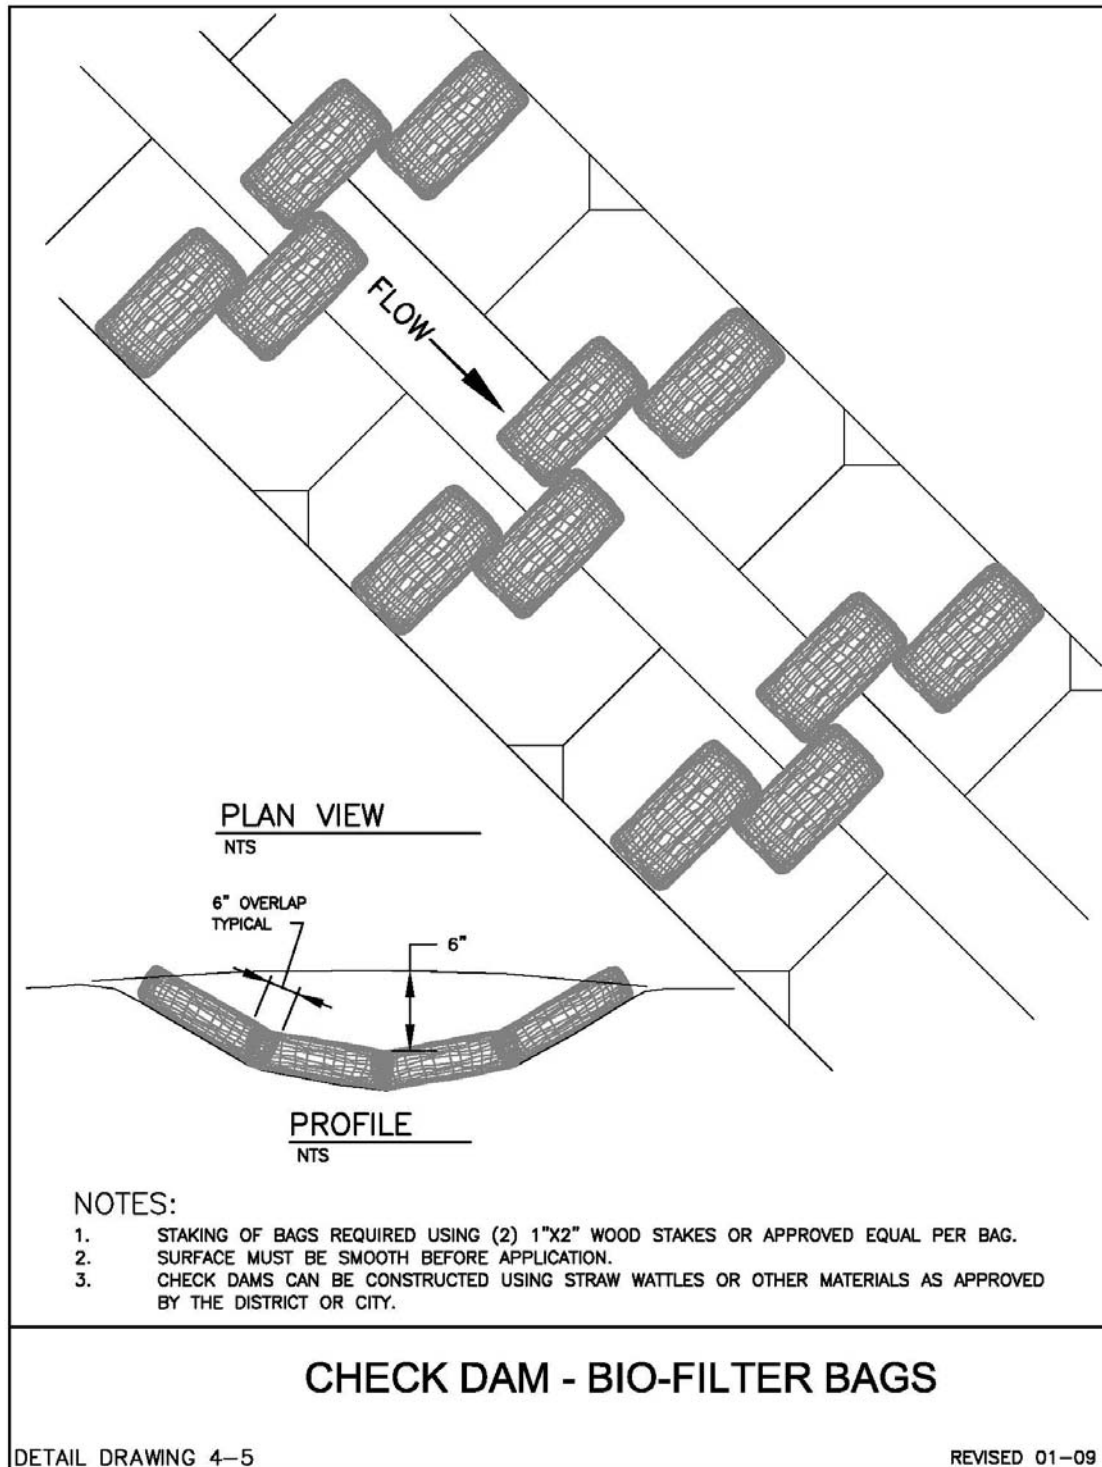 FLOW
PLAN VIEW
NTS
6" OVERLAP
TYPICAL
6"
PROFILE
NTS
NOTES:
1. STAKING OF BAGS REQUIRED USING (2) 1"X2" WOOD STAKES OR APPROVED EQUAL PER BAG.
2. SURFACE MUST BE SMOOTH BEFORE APPLICATION.
3. CHECK DAMS CAN BE CONSTRUCTED USING STRAW WATTLES OR OTHER MATERIALS AS APPROVED
BY THE DISTRICT OR CITY.
CHECK DAM - BIO-FILTER BAGS
DETAIL DRAWING 4-5
REVISED 01-09